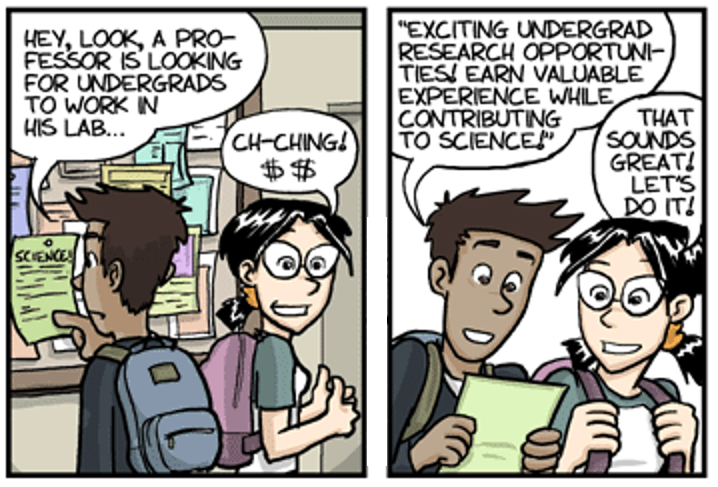 HEY, LOOK, A PRO-
FESSOR IS LOOKING
FOR UNDERGRADS
TO WORK IN
HIS LAB...
CH-CHING!
$ $
SCIENCE!
"EXCITING UNDERGRAD
RESEARCH OPPORTUNI-
TIES! EARN VALUABLE
EXPERIENCE WHILE
CONTRIBUTING
TO SCIENCE!"
THAT
SOUNDS
GREAT!
LET'S
DO IT!